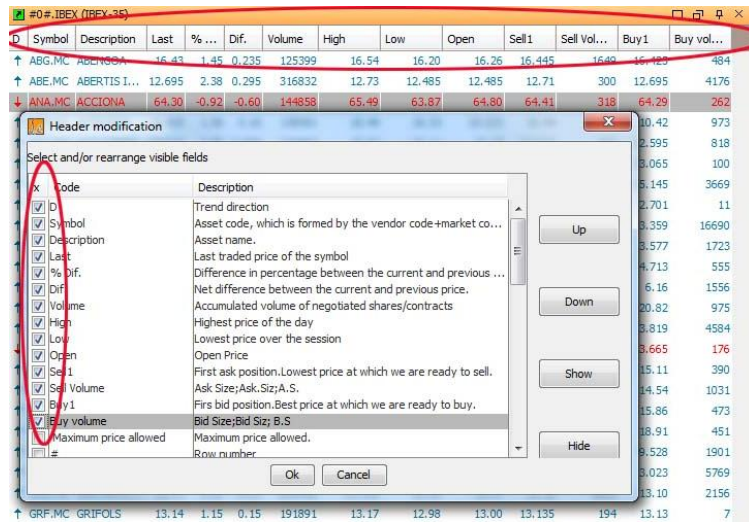 #0#.IBEX (IBEX-35)
D Symbol Description Last % ... Dif. Volume High Low Open Sell1 Sell Vol... Buy1 Buy vol...
ABG.MC ABENGOA 16.43 1.45 0.235 125399 16.54 16.20 16.26 16.445 1649 16.425 484
ABE.MC ABERTIS I... 12.695 2.38 0.295 316832 12.73 12.485 12.485 12.71 300 12.695 4176
ANA.MC ACCIONA 64.30 -0.92 -0.60 144858 65.49 63.87 64.80 64.41 318 64.29 262
Header modification
10.42 973
Select and/or rearrange visible fields
2.595 818
3.065 100
x Code Description
5.145 3669
D Trend direction
2.701 11
Symbol Asset code, which is formed by the vendor code+market co...
Up
3.359 16690
Description Asset name.
3.577 1723
Last Last traded price of the symbol
% Dif. Difference in percentage between the current and previous ...
4.713 555
Dif. Net difference between the current and previous price.
6.16 1556
Volume Accumulated volume of negotiated shares/contracts
Down
20.82 975
High Highest price of the day
3.819 4584
Low Lowest price over the session
Open Open Price
3.665 176
Sell1 First ask position.Lowest price at which we are ready to sell.
Show
15.11 390
Sell Volume Ask Size;Ask.Siz;A.S.
14.54 1031
Buy1 Firs bid position.Best price at which we are ready to buy.
15.86 473
Buy volume Bid Size;Bid Siz; B.S
18.91 451
Maximum price allowed Maximum price allowed.
Hide
9.528 1901
# Row number
Ok Cancel
3.023 5769
13.10 2156
GRF.MC GRIFOLS 13.14 1.15 0.15 191891 13.17 12.98 13.00 13.135 194 13.13 7